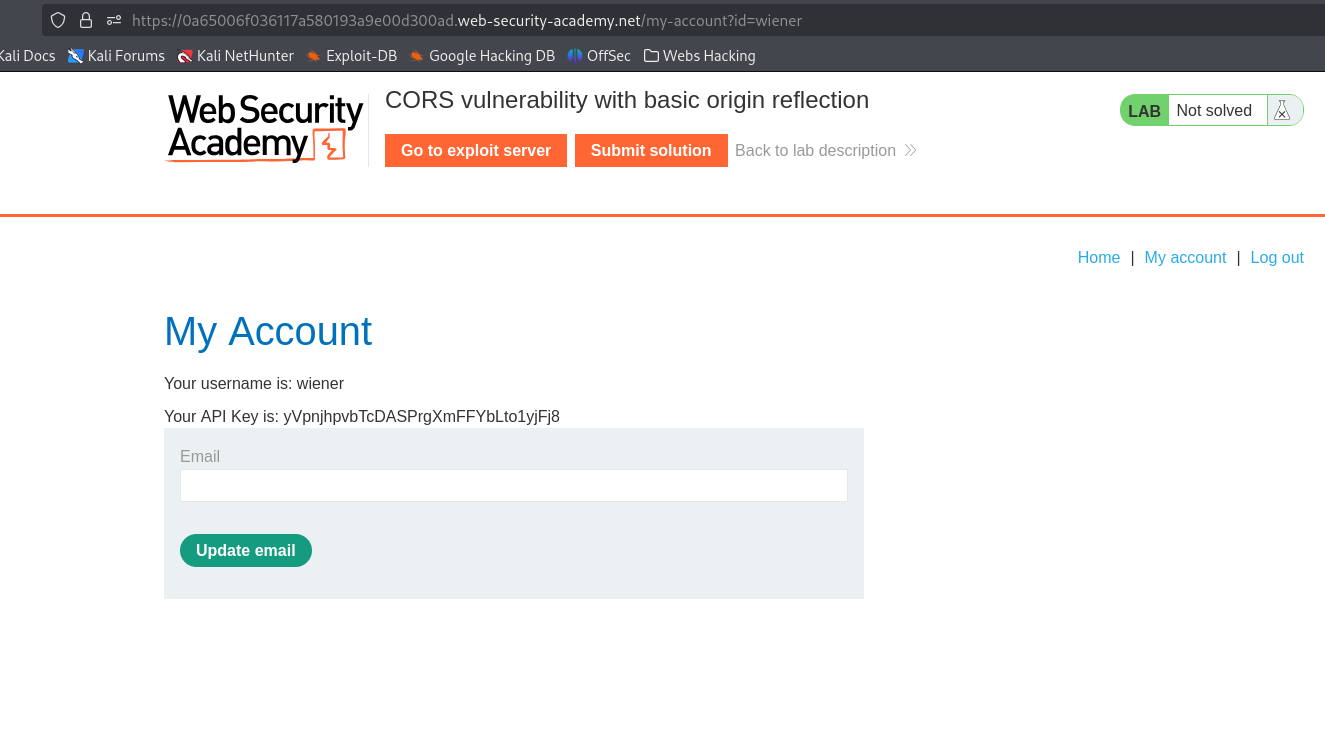 https://0a65006f036117a580193a9e00d300ad.web-security-academy.net/my-account?id=wiener
Kali Docs Kali Forums Kali NetHunter Exploit-DB Google Hacking DB OffSec Webs Hacking
Web Security
Academy
CORS vulnerability with basic origin reflection
LAB Not solved
Go to exploit server Submit solution Back to lab description
Home | My account | Log out
My Account
Your username is: wiener
Your API Key is: yVpnjhpvbTcDASPrgXmFFYbLto1yjFj8
Email
Update email